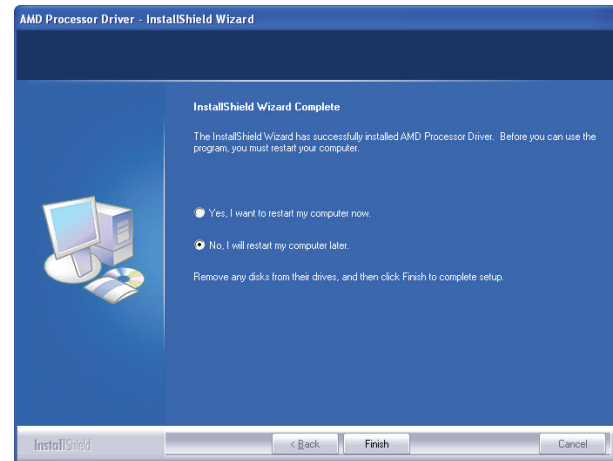 AMD Processor Driver - InstallShield Wizard
InstallShield Wizard Complete
The InstallShield Wizard has successfully installed AMD Processor Driver. Before you can use the
program, you must restart your computer.
Yes, I want to restart my computer now.
No, I will restart my computer later.
Remove any disks from their drives, and then click Finish to complete setup.
InstallShield
< Back
Finish
Cancel